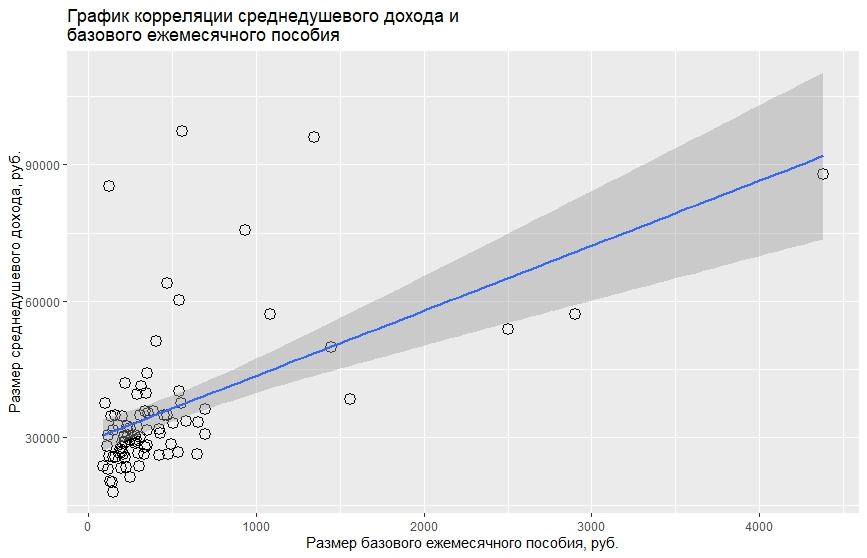 График корреляции среднедушевого дохода и
базового ежемесячного пособия
Размер среднедушевого дохода, руб.
90000
60000
30000
0
1000
2000
3000
4000
Размер базового ежемесячного пособия, руб.